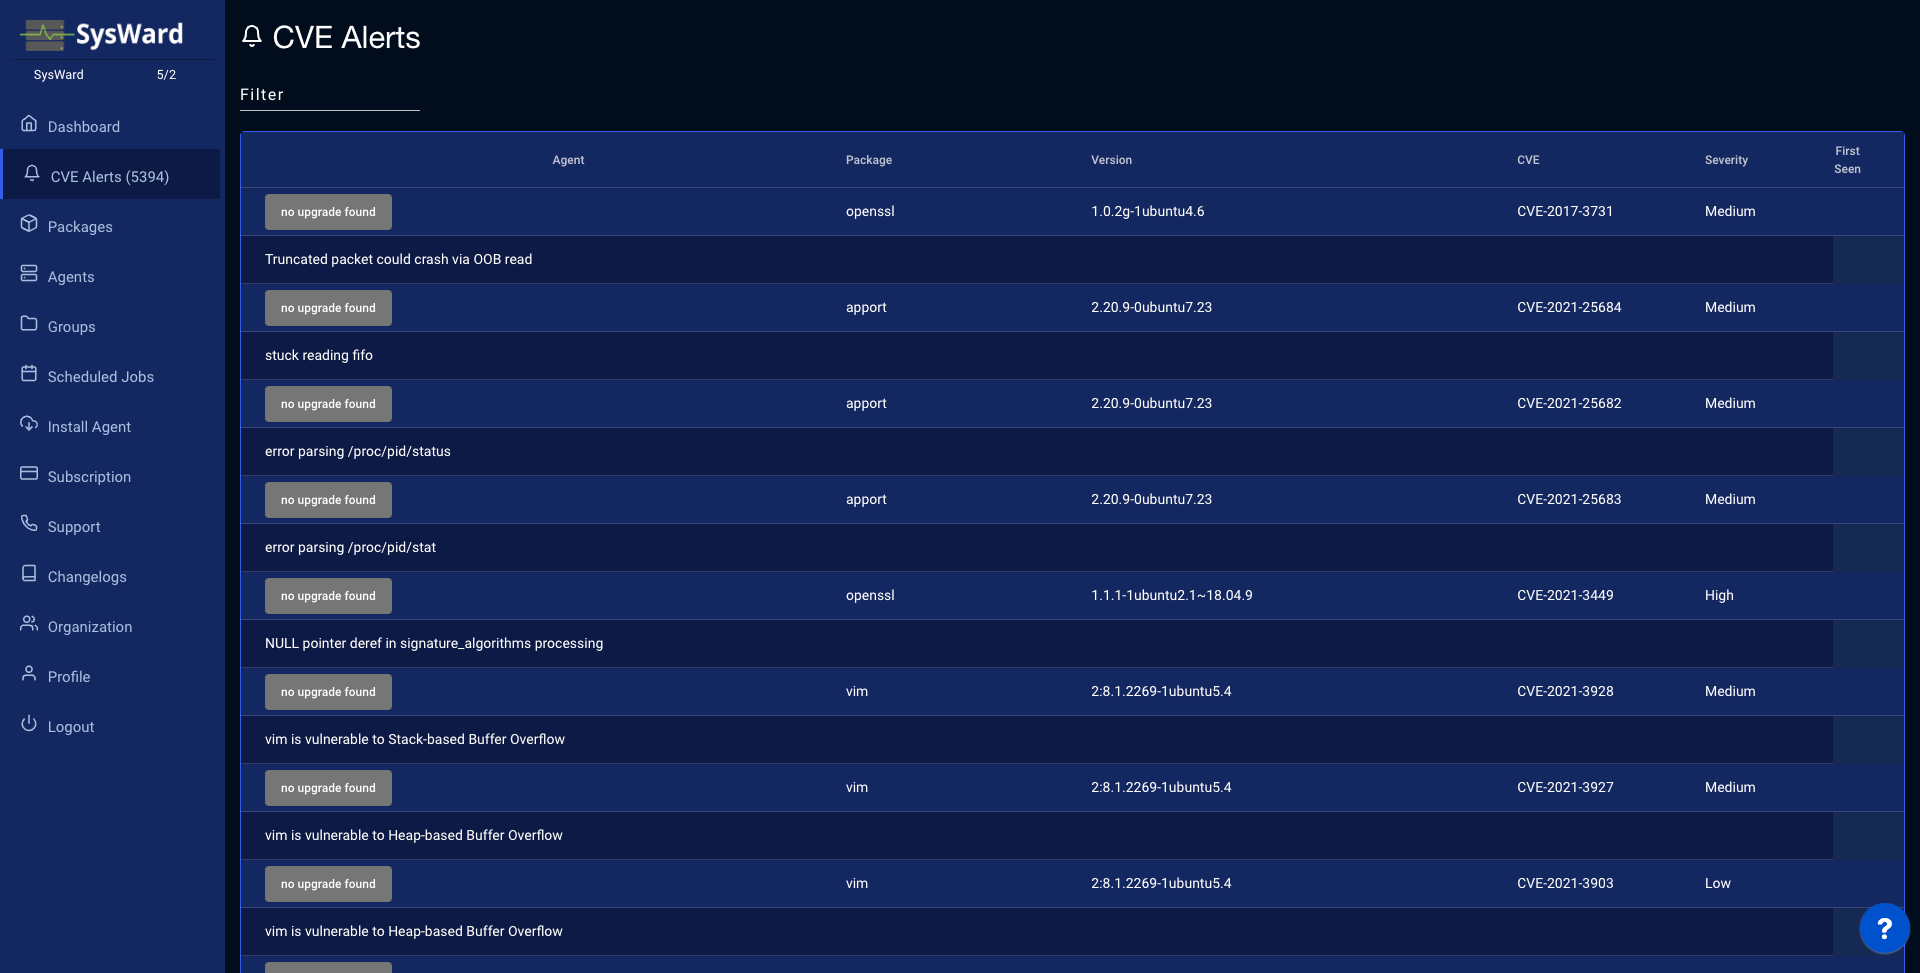 SysWard
SysWard 5/2
Dashboard
CVE Alerts (5394)
Packages
Agents
Groups
Scheduled Jobs
Install Agent
Subscription
Support
Changelogs
Organization
Profile
Logout
CVE Alerts
Filter
Agent Package Version CVE Severity First Seen
no upgrade found openssl 1.0.2g-1ubuntu4.6 CVE-2017-3731 Medium
Truncated packet could crash via OOB read
no upgrade found apport 2.20.9-0ubuntu7.23 CVE-2021-25684 Medium
stuck reading fifo
no upgrade found apport 2.20.9-0ubuntu7.23 CVE-2021-25682 Medium
error parsing /proc/pid/status
no upgrade found apport 2.20.9-0ubuntu7.23 CVE-2021-25683 Medium
error parsing /proc/pid/stat
no upgrade found openssl 1.1.1-1ubuntu2.1~18.04.9 CVE-2021-3449 High
NULL pointer deref in signature_algorithms processing
no upgrade found vim 2:8.1.2269-1ubuntu5.4 CVE-2021-3928 Medium
vim is vulnerable to Stack-based Buffer Overflow
no upgrade found vim 2:8.1.2269-1ubuntu5.4 CVE-2021-3927 Medium
vim is vulnerable to Heap-based Buffer Overflow
no upgrade found vim 2:8.1.2269-1ubuntu5.4 CVE-2021-3903 Low
vim is vulnerable to Heap-based Buffer Overflow
?